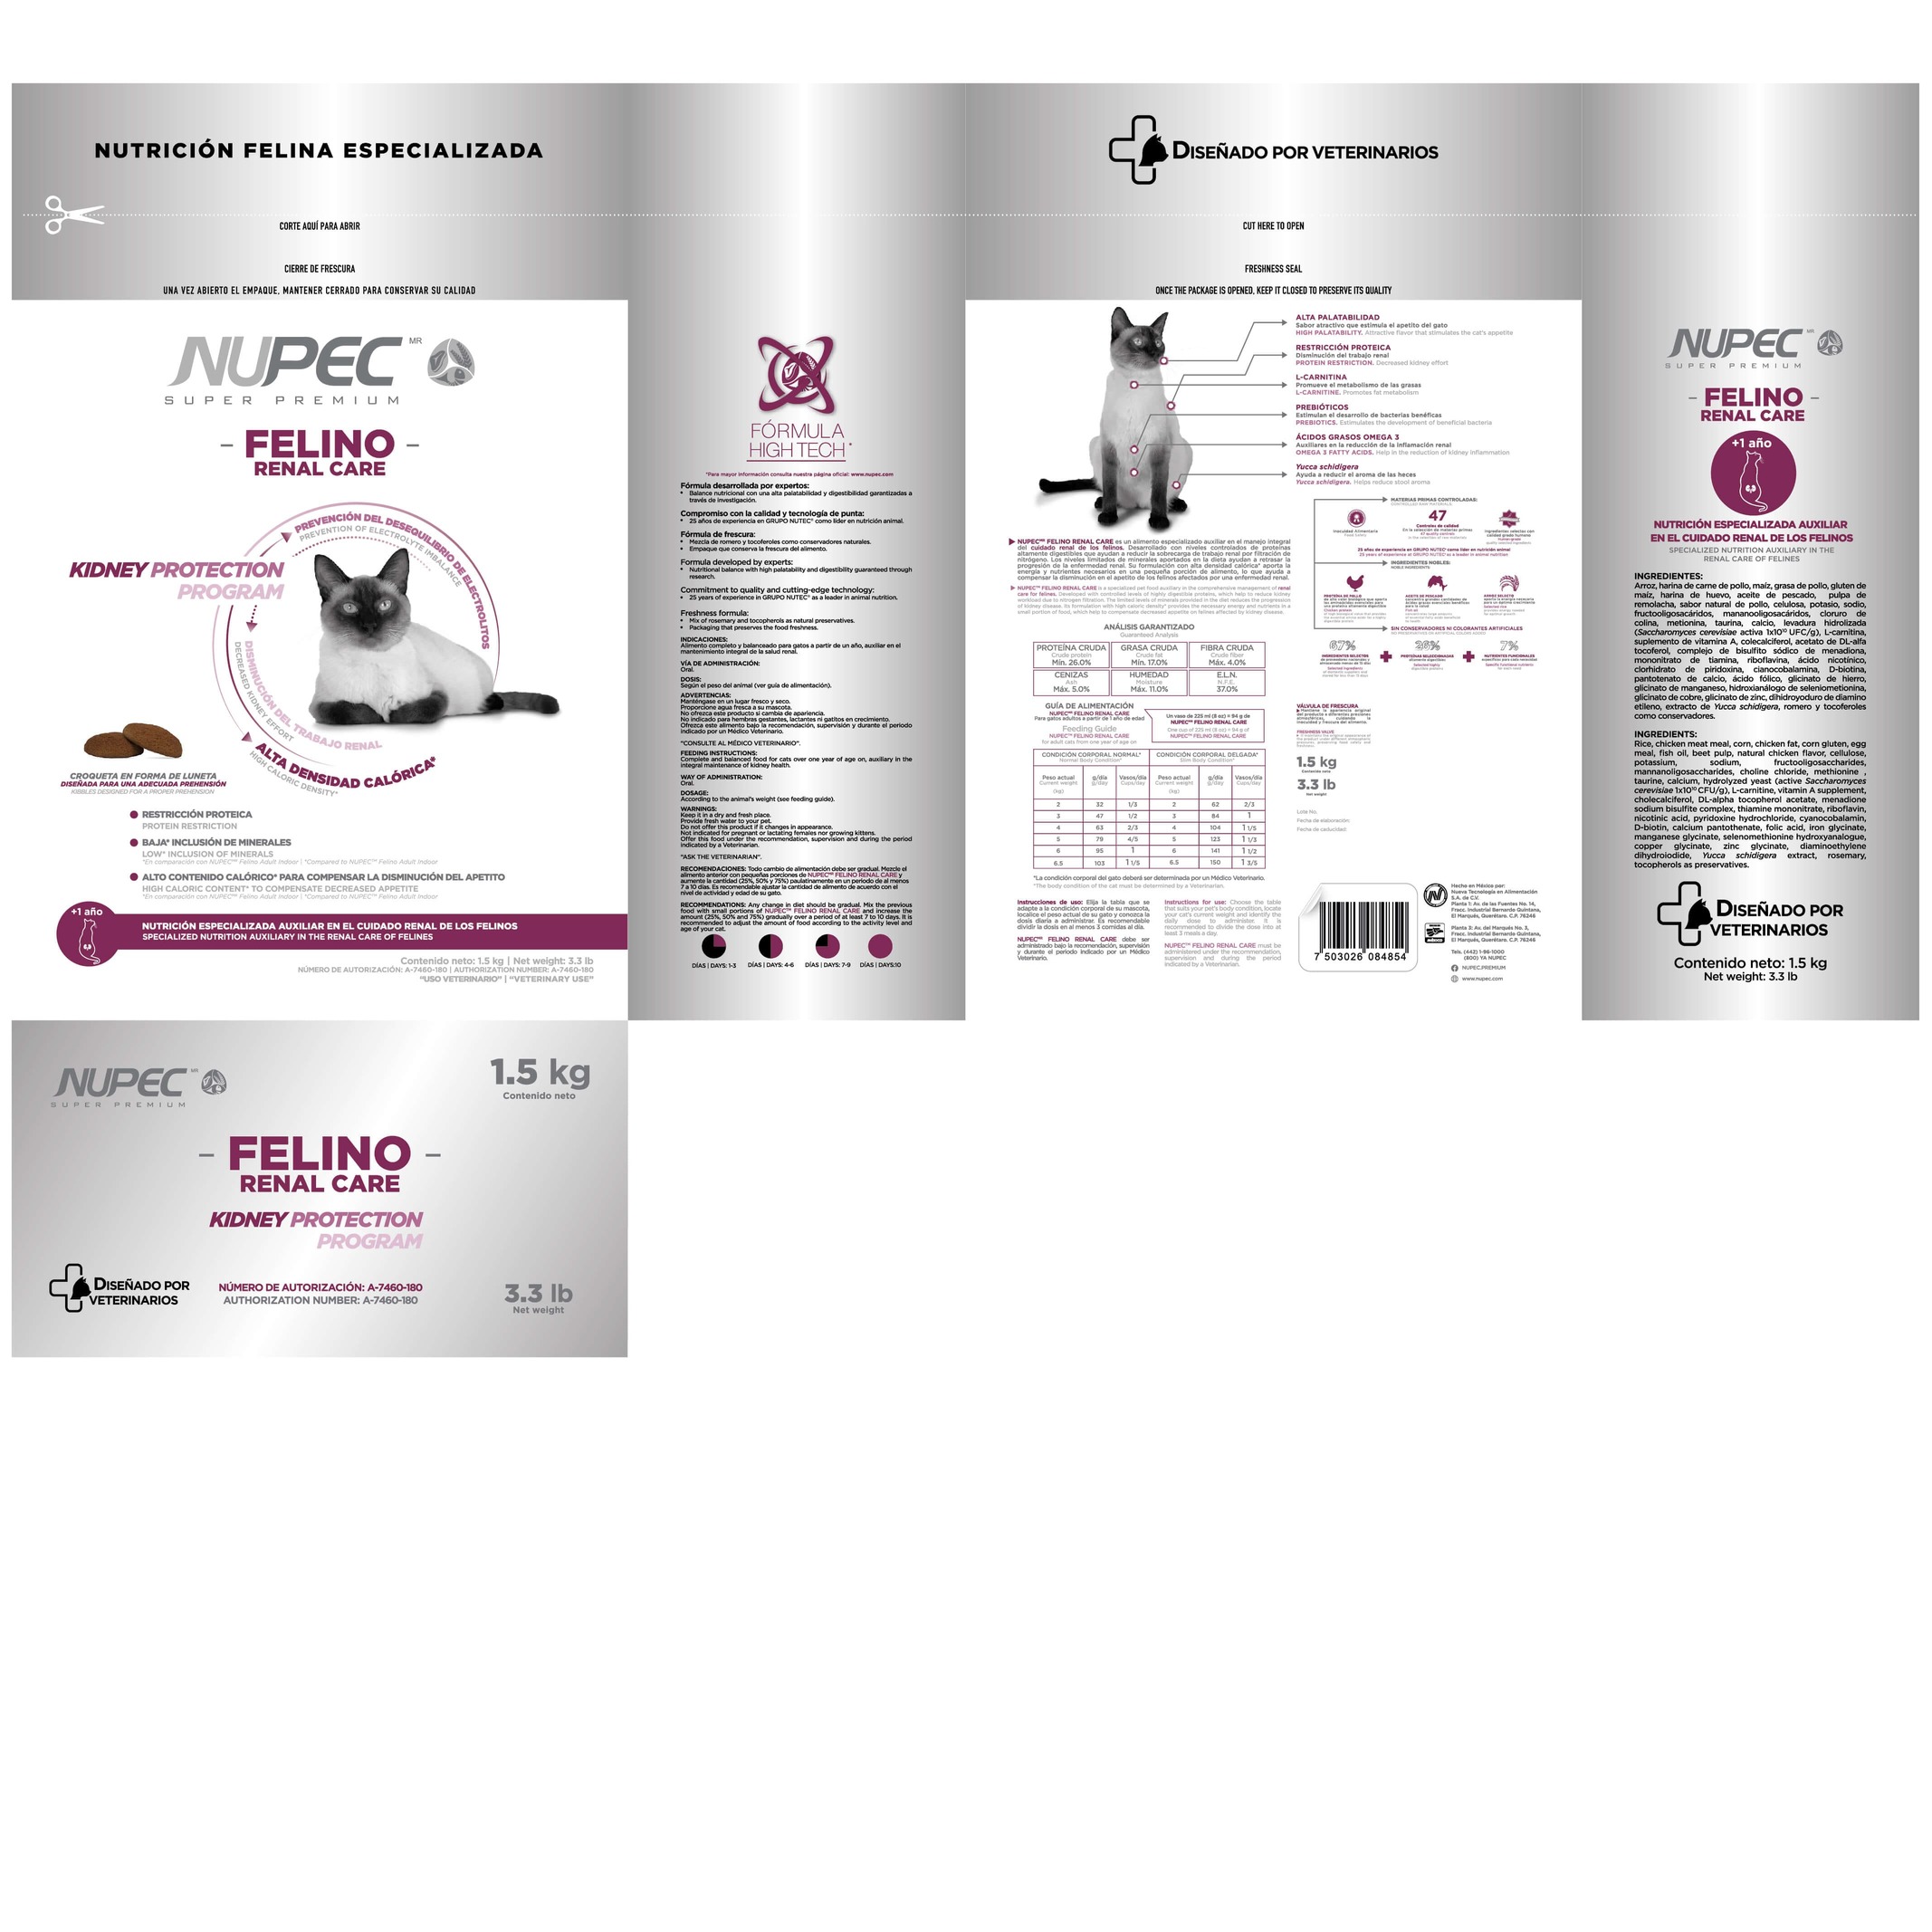 NUTRICIÓN FELINA ESPECIALIZADA
CORTE AQUÍ PARA ABRIR
CIERRE DE FRESCURA
UNA VEZ ABIERTO EL EMPAQUE, MANTENER CERRADO PARA CONSERVAR SU CALIDAD
NUPEC MR
SUPER PREMIUM
- FELINO -
RENAL CARE
KIDNEY PROTECTION
PROGRAM
PREVENCIÓN DEL DESEQUILIBRIO DE ELECTROLITOS
PREVENTION OF ELECTROLYTE IMBALANCE
DISMINUCIÓN DEL TRABAJO RENAL
DECREASED KIDNEY EFFORT
ALTA DENSIDAD CALÓRICA*
HIGH CALORIC DENSITY*
CROQUETA EN FORMA DE LUNETA
DISEÑADA PARA UNA ADECUADA PREHENSIÓN
KIBBLES DESIGNED FOR A PROPER PREHENSION
RESTRICCIÓN PROTEICA
PROTEIN RESTRICTION
BAJA* INCLUSIÓN DE MINERALES
LOW* INCLUSION OF MINERALS
*En comparación con NUPEC MR Felino Adult Indoor | *Compared to NUPEC™ Felino Adult Indoor
ALTO CONTENIDO CALÓRICO* PARA COMPENSAR LA DISMINUCIÓN DEL APETITO
HIGH CALORIC CONTENT* TO COMPENSATE DECREASED APPETITE
*En comparación con NUPEC MR Felino Adult Indoor | *Compared to NUPEC™ Felino Adult Indoor
+1 año
NUTRICIÓN ESPECIALIZADA AUXILIAR EN EL CUIDADO RENAL DE LOS FELINOS
SPECIALIZED NUTRITION AUXILIARY IN THE RENAL CARE OF FELINES
Contenido neto: 1.5 kg | Net weight: 3.3 lb
NÚMERO DE AUTORIZACIÓN: A-7460-180 | AUTHORIZATION NUMBER: A-7460-180
"USO VETERINARIO" | "VETERINARY USE"
FÓRMULA
HIGH TECH*
*Para mayor información consulta nuestra página oficial: www.nupec.com
Fórmula desarrollada por expertos:
* Balance nutricional con una alta palatabilidad y digestibilidad garantizadas a
través de investigación.
Compromiso con la calidad y tecnología de punta:
* 25 años de experiencia en GRUPO NUTEC® como líder en nutrición animal.
Fórmula de frescura:
* Mezcla de romero y tocoferoles como conservadores naturales.
* Empaque que conserva la frescura del alimento.
Formula developed by experts:
* Nutritional balance with high palatability and digestibility guaranteed through
research.
Commitment to quality and cutting-edge technology:
* 25 years of experience in GRUPO NUTEC® as a leader in animal nutrition.
Freshness formula:
* Mix of rosemary and tocopherols as natural preservatives.
* Packaging that preserves the food freshness.
INDICACIONES:
Alimento completo y balanceado para gatos a partir de un año, auxiliar en el
mantenimiento integral de la salud renal.
VÍA DE ADMINISTRACIÓN:
Oral.
DOSIS:
Según el peso del animal (ver guía de alimentación).
ADVERTENCIAS:
Manténgase en un lugar fresco y seco.
Proporcione agua fresca a su mascota.
No ofrezca este producto si cambia de apariencia.
No indicado para hembras gestantes, lactantes ni gatitos en crecimiento.
Ofrezca este alimento bajo la recomendación, supervisión y durante el periodo
indicado por un Médico Veterinario.
"CONSULTE AL MÉDICO VETERINARIO".
FEEDING INSTRUCTIONS:
Complete and balanced food for cats over one year of age on, auxiliary in the
integral maintenance of kidney health.
WAY OF ADMINISTRATION:
Oral.
DOSAGE:
According to the animal's weight (see feeding guide).
WARNINGS:
Keep it in a dry and fresh place.
Provide fresh water to your pet.
Do not offer this product if it changes in appearance.
Not indicated for pregnant or lactating females nor growing kittens.
Offer this food under the recommendation, supervision and during the period
indicated by a Veterinarian.
"ASK THE VETERINARIAN".
RECOMENDACIONES: Todo cambio de alimentación debe ser gradual. Mezcle el
alimento anterior con pequeñas porciones de NUPEC MR FELINO RENAL CARE y
aumente la cantidad (25%, 50% y 75%) paulatinamente en un período de al menos
7 a 10 días. Es recomendable ajustar la cantidad de alimento de acuerdo con el
nivel de actividad y edad de su gato.
RECOMMENDATIONS: Any change in diet should be gradual. Mix the previous
food with small portions of NUPEC™ FELINO RENAL CARE and increase the
amount (25%, 50% and 75%) gradually over a period of at least 7 to 10 days. It is
recommended to adjust the amount of food according to the activity level and
age of your cat.
DÍAS | DAYS: 1-3
DÍAS | DAYS: 4-6
DÍAS | DAYS: 7-9
DÍAS | DAYS:10
DISEÑADO POR VETERINARIOS
CUT HERE TO OPEN
FRESHNESS SEAL
ONCE THE PACKAGE IS OPENED, KEEP IT CLOSED TO PRESERVE ITS QUALITY
ALTA PALATABILIDAD
Sabor atractivo que estimula el apetito del gato
HIGH PALATABILITY. Attractive flavor that stimulates the cat's appetite
RESTRICCIÓN PROTEICA
Disminución del trabajo renal
PROTEIN RESTRICTION. Decreased kidney effort
L-CARNITINA
Promueve el metabolismo de las grasas
L-CARNITINE. Promotes fat metabolism
PREBIÓTICOS
Estimulan el desarrollo de bacterias benéficas
PREBIOTICS. Estimulates the development of beneficial bacteria
ÁCIDOS GRASOS OMEGA 3
Auxiliares en la reducción de la inflamación renal
OMEGA 3 FATTY ACIDS. Help in the reduction of kidney inflammation
Yucca schidigera
Ayuda a reducir el aroma de las heces
Yucca schidigera. Helps reduce stool aroma
MATERIAS PRIMAS CONTROLADAS:
CONTROLLED RAW MATERIALS:
Inocuidad Alimentaria
Food Safety
47
Controles de calidad
En la selección de materias primas
47 quality controls
in the selection of raw materials
Ingredientes selectos con
calidad grado humano
Human-grade
quality selected ingredients
25 años de experiencia en GRUPO NUTEC® como líder en nutrición animal
25 years of experience at GRUPO NUTEC® as a leader in animal nutrition
INGREDIENTES NOBLES:
NOBLE INGREDIENTS:
PROTEÍNA DE POLLO
ACEITE DE PESCADO
ARROZ SELECTO
SIN CONSERVADORES NI COLORANTES ARTIFICIALES
67%
INGREDIENTES SELECTOS
26%
PROTEÍNAS SELECCIONADAS
7%
NUTRIENTES FUNCIONALES
NUPEC MR FELINO RENAL CARE es un alimento especializado auxiliar en el manejo integral
del cuidado renal de los felinos. Desarrollado con niveles controlados de proteínas
altamente digestibles que ayudan a reducir la sobrecarga de trabajo renal por filtración de
nitrógeno. Los niveles limitados de minerales aportados en la dieta ayudan a retrasar la
progresión de la enfermedad renal. Su formulación con alta densidad calórica* aporta la
energía y nutrientes necesarios en una pequeña porción de alimento, lo que ayuda a
compensar la disminución en el apetito de los felinos afectados por una enfermedad renal.
NUPEC™ FELINO RENAL CARE is a specialized pet food auxiliary in the comprehensive management of renal
care for felines. Developed with controlled levels of highly digestible proteins, which help to reduce kidney
workload due to nitrogen filtration. The limited levels of minerals provided in the diet reduces the progression
of kidney disease. Its formulation with high caloric density* provides the necessary energy and nutrients in a
small portion of food, which help to compensate decreased appetite on felines affected by kidney disease.
ANÁLISIS GARANTIZADO
Guaranteed Analysis
PROTEÍNA CRUDA
Crude protein
Mín. 26.0%
GRASA CRUDA
Crude fat
Mín. 17.0%
FIBRA CRUDA
Crude fiber
Máx. 4.0%
CENIZAS
Ash
Máx. 5.0%
HUMEDAD
Moisture
Máx. 11.0%
E.L.N.
N.F.E.
37.0%
GUÍA DE ALIMENTACIÓN
NUPEC MR FELINO RENAL CARE
Para gatos adultos a partir de 1 año de edad
Feeding Guide
NUPEC™ FELINO RENAL CARE
for adult cats from one year of age on
Un vaso de 225 ml (8 oz) = 94 g de
NUPEC MR FELINO RENAL CARE
One cup of 225 ml (8 oz) = 94 g of
NUPEC™ FELINO RENAL CARE
CONDICIÓN CORPORAL NORMAL* CONDICIÓN CORPORAL DELGADA*
Normal Body Condition* Slim Body Condition*
Peso actual g/día Vasos/día Peso actual g/día Vasos/día
Current weight g/day Cups/day Current weight g/day Cups/day
(kg) (kg)
2 32 1/3 2 62 2/3
3 47 1/2 3 84 1
4 63 2/3 4 104 1 1/5
5 79 4/5 5 123 1 1/3
6 95 1 6 141 1 1/2
6.5 103 1 1/5 6.5 150 1 3/5
*La condición corporal del gato deberá ser determinada por un Médico Veterinario.
*The body condition of the cat must be determined by a Veterinarian.
Instrucciones de uso: Elija la tabla que se
adapte a la condición corporal de su mascota,
localice el peso actual de su gato y conozca la
dosis diaria a administrar. Es recomendable
dividir la dosis en al menos 3 comidas al día.
NUPEC MR FELINO RENAL CARE debe ser
administrado bajo la recomendación, supervisión
y durante el periodo indicado por un Médico
Veterinario.
Instructions for use: Choose the table
that suits your pet's body condition, locate
your cat's current weight and identify the
daily dose to administer. It is
recommended to divide the dose into at
least 3 meals a day.
NUPEC™ FELINO RENAL CARE must be
administered under the recommendation,
supervision and during the period
indicated by a Veterinarian.
VÁLVULA DE FRESCURA
FRESHNESS VALVE
1.5 kg
Contenido neto
3.3 lb
Net weight
Lote No.
Fecha de elaboración:
Fecha de caducidad:
7 503026 084854
Hecho en México por:
Nueva Tecnología en Alimentación
S.A. de C.V.
Planta 1: Av. de las Fuentes No. 14,
Fracc. Industrial Bernardo Quintana,
El Marqués, Querétaro. C.P. 76246
Planta 2: Av. del Marqués No. 3,
Fracc. Industrial Bernardo Quintana,
El Marqués, Querétaro. C.P. 76246
Tels. (442) 1-96-1000
(800) YA NUPEC
NUPEC.PREMIUM
www.nupec.com
NUPEC MR
SUPER PREMIUM
- FELINO -
RENAL CARE
+1 año
NUTRICIÓN ESPECIALIZADA AUXILIAR
EN EL CUIDADO RENAL DE LOS FELINOS
SPECIALIZED NUTRITION AUXILIARY IN THE
RENAL CARE OF FELINES
INGREDIENTES:
Arroz, harina de carne de pollo, maíz, grasa de pollo, gluten de
maíz, harina de huevo, aceite de pescado, pulpa de
remolacha, sabor natural de pollo, celulosa, potasio, sodio,
fructooligosacáridos, mananooligosacáridos, cloruro de
colina, metionina, taurina, calcio, levadura hidrolizada
(Saccharomyces cerevisiae activa 1x10¹⁰ UFC/g), L-carnitina,
suplemento de vitamina A, colecalciferol, acetato de DL-alfa
tocoferol, complejo de bisulfito sódico de menadiona,
mononitrato de tiamina, riboflavina, ácido nicotínico,
clorhidrato de piridoxina, cianocobalamina, D-biotina,
pantotenato de calcio, ácido fólico, glicinato de hierro,
glicinato de manganeso, hidroxianálogo de seleniometionina,
glicinato de cobre, glicinato de zinc, dihidroyoduro de diamino
etileno, extracto de Yucca schidigera, romero y tocoferoles
como conservadores.
INGREDIENTS:
Rice, chicken meat meal, corn, chicken fat, corn gluten, egg
meal, fish oil, beet pulp, natural chicken flavor, cellulose,
potassium, sodium, fructooligosaccharides,
mannanoligosaccharides, choline chloride, methionine ,
taurine, calcium, hydrolyzed yeast (active Saccharomyces
cerevisiae 1x10¹⁰ CFU/g), L-carnitine, vitamin A supplement,
cholecalciferol, DL-alpha tocopherol acetate, menadione
sodium bisulfite complex, thiamine mononitrate, riboflavin,
nicotinic acid, pyridoxine hydrochloride, cyanocobalamin,
D-biotin, calcium pantothenate, folic acid, iron glycinate,
manganese glycinate, selenomethionine hydroxyanalogue,
copper glycinate, zinc glycinate, diaminoethylene
dihydroiodide, Yucca schidigera extract, rosemary,
tocopherols as preservatives.
DISEÑADO POR
VETERINARIOS
Contenido neto: 1.5 kg
Net weight: 3.3 lb
NUPEC MR
SUPER PREMIUM
1.5 kg
Contenido neto
- FELINO -
RENAL CARE
KIDNEY PROTECTION
PROGRAM
DISEÑADO POR
VETERINARIOS
NÚMERO DE AUTORIZACIÓN: A-7460-180
AUTHORIZATION NUMBER: A-7460-180
3.3 lb
Net weight